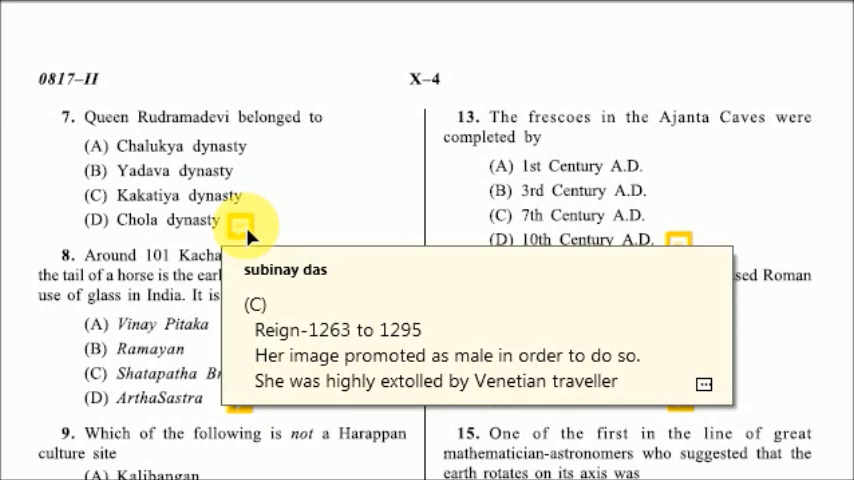 0817–II
X–4
7. Queen Rudramadevi belonged to
(A) Chalukya dynasty
(B) Yadava dynasty
(C) Kakatiya dynasty
(D) Chola dynasty
8. Around 101 Kacha
the tail of a horse is the earl
use of glass in India. It is
(A) Vinay Pitaka
(B) Ramayan
(C) Shatapatha Br
(D) ArthaSastra
9. Which of the following is not a Harappan
culture site
(A) Kalibangan
13. The frescoes in the Ajanta Caves were
completed by
(A) 1st Century A.D.
(B) 3rd Century A.D.
(C) 7th Century A.D.
(D) 10th Century A.D.
sed Roman
15. One of the first in the line of great
mathematician-astronomers who suggested that the
earth rotates on its axis was
subinay das
(C)
Reign-1263 to 1295
Her image promoted as male in order to do so.
She was highly extolled by Venetian traveller